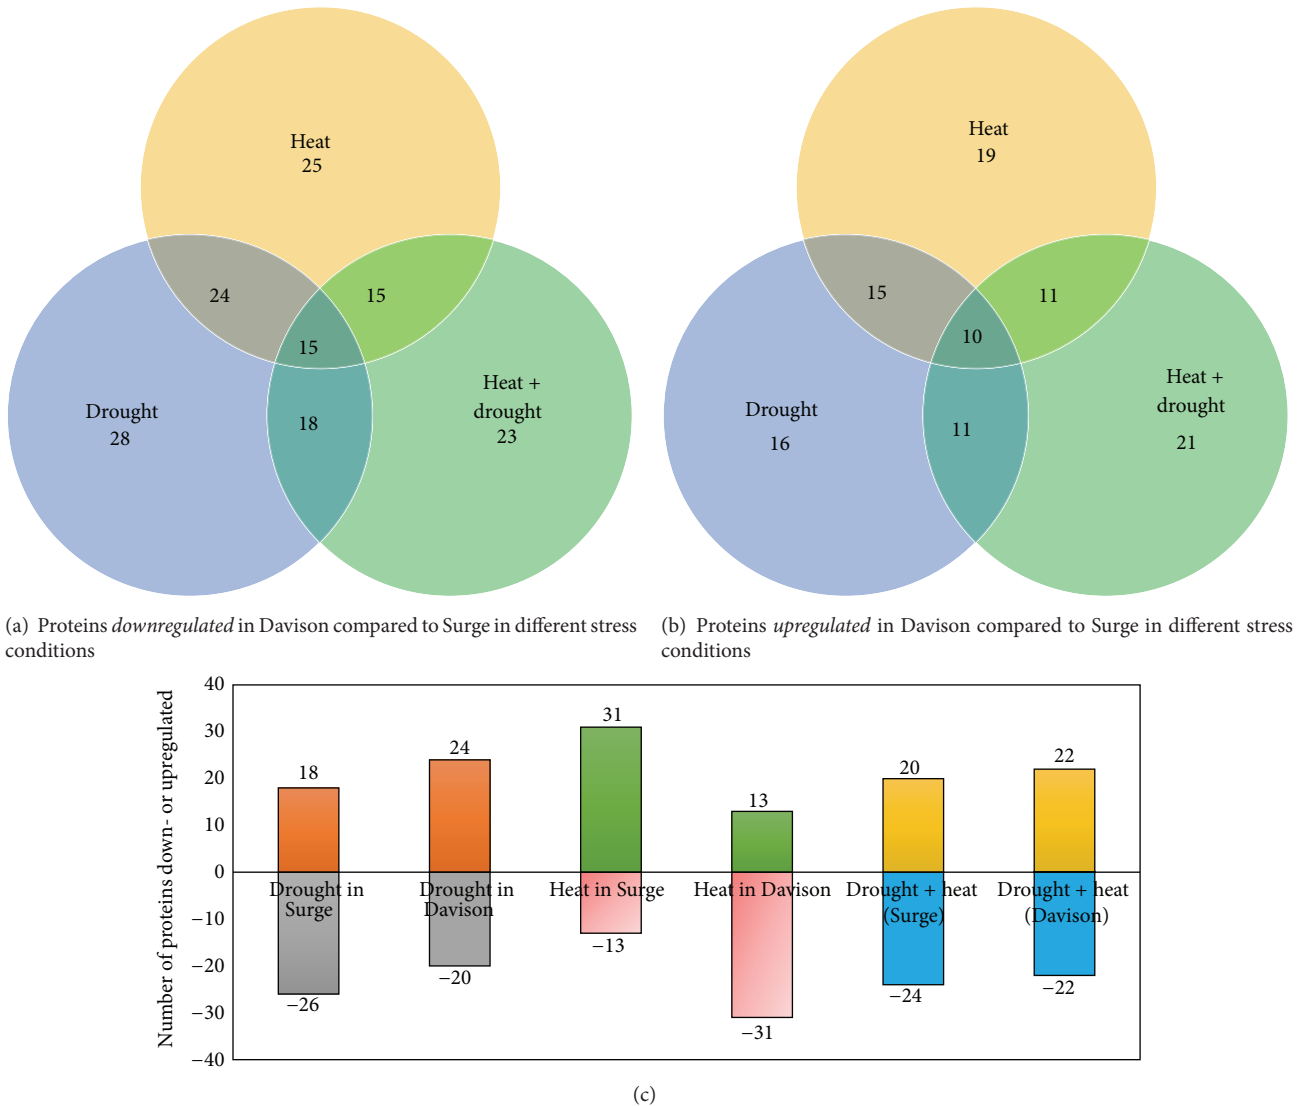 Heat
25
24
15
15
Heat +
drought
23
Drought
28
18
Heat
19
15
11
10
Heat +
drought
21
Drought
16
11
(a) Proteins downregulated in Davison compared to Surge in different stress
conditions
(b) Proteins upregulated in Davison compared to Surge in different stress
conditions
Number of proteins down- or upregulated
40
30
20
10
0
−10
−20
−30
−40
18
24
31
13
20
22
Drought in
Surge
Drought in
Davison
Heat in Surge
Heat in Davison
Drought + heat
(Surge)
Drought + heat
(Davison)
−26
−20
−13
−31
−24
−22
(c)